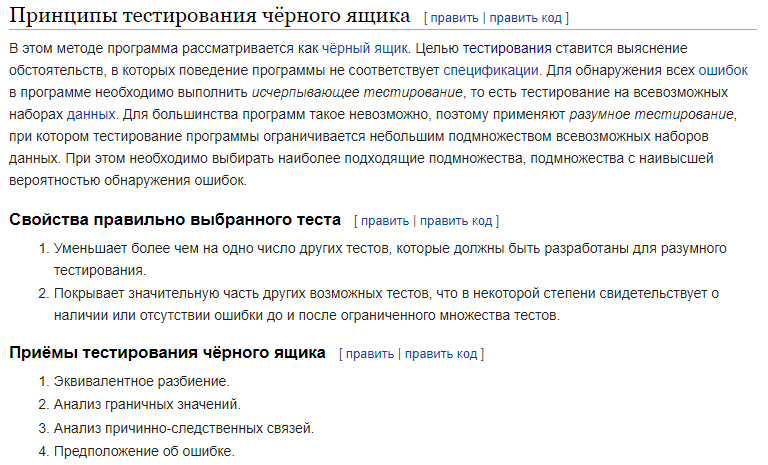 Принципы тестирования чёрного ящика [ править | править код ]
В этом методе программа рассматривается как чёрный ящик. Целью тестирования ставится выяснение
обстоятельств, в которых поведение программы не соответствует спецификации. Для обнаружения всех ошибок
в программе необходимо выполнить исчерпывающее тестирование, то есть тестирование на всевозможных
наборах данных. Для большинства программ такое невозможно, поэтому применяют разумное тестирование,
при котором тестирование программы ограничивается небольшим подмножеством всевозможных наборов
данных. При этом необходимо выбирать наиболее подходящие подмножества, подмножества с наивысшей
вероятностью обнаружения ошибок.
Свойства правильно выбранного теста [ править | править код ]
1. Уменьшает более чем на одно число других тестов, которые должны быть разработаны для разумного
тестирования.
2. Покрывает значительную часть других возможных тестов, что в некоторой степени свидетельствует о
наличии или отсутствии ошибки до и после ограниченного множества тестов.
Приёмы тестирования чёрного ящика [ править | править код ]
1. Эквивалентное разбиение.
2. Анализ граничных значений.
3. Анализ причинно-следственных связей.
4. Предположение об ошибке.